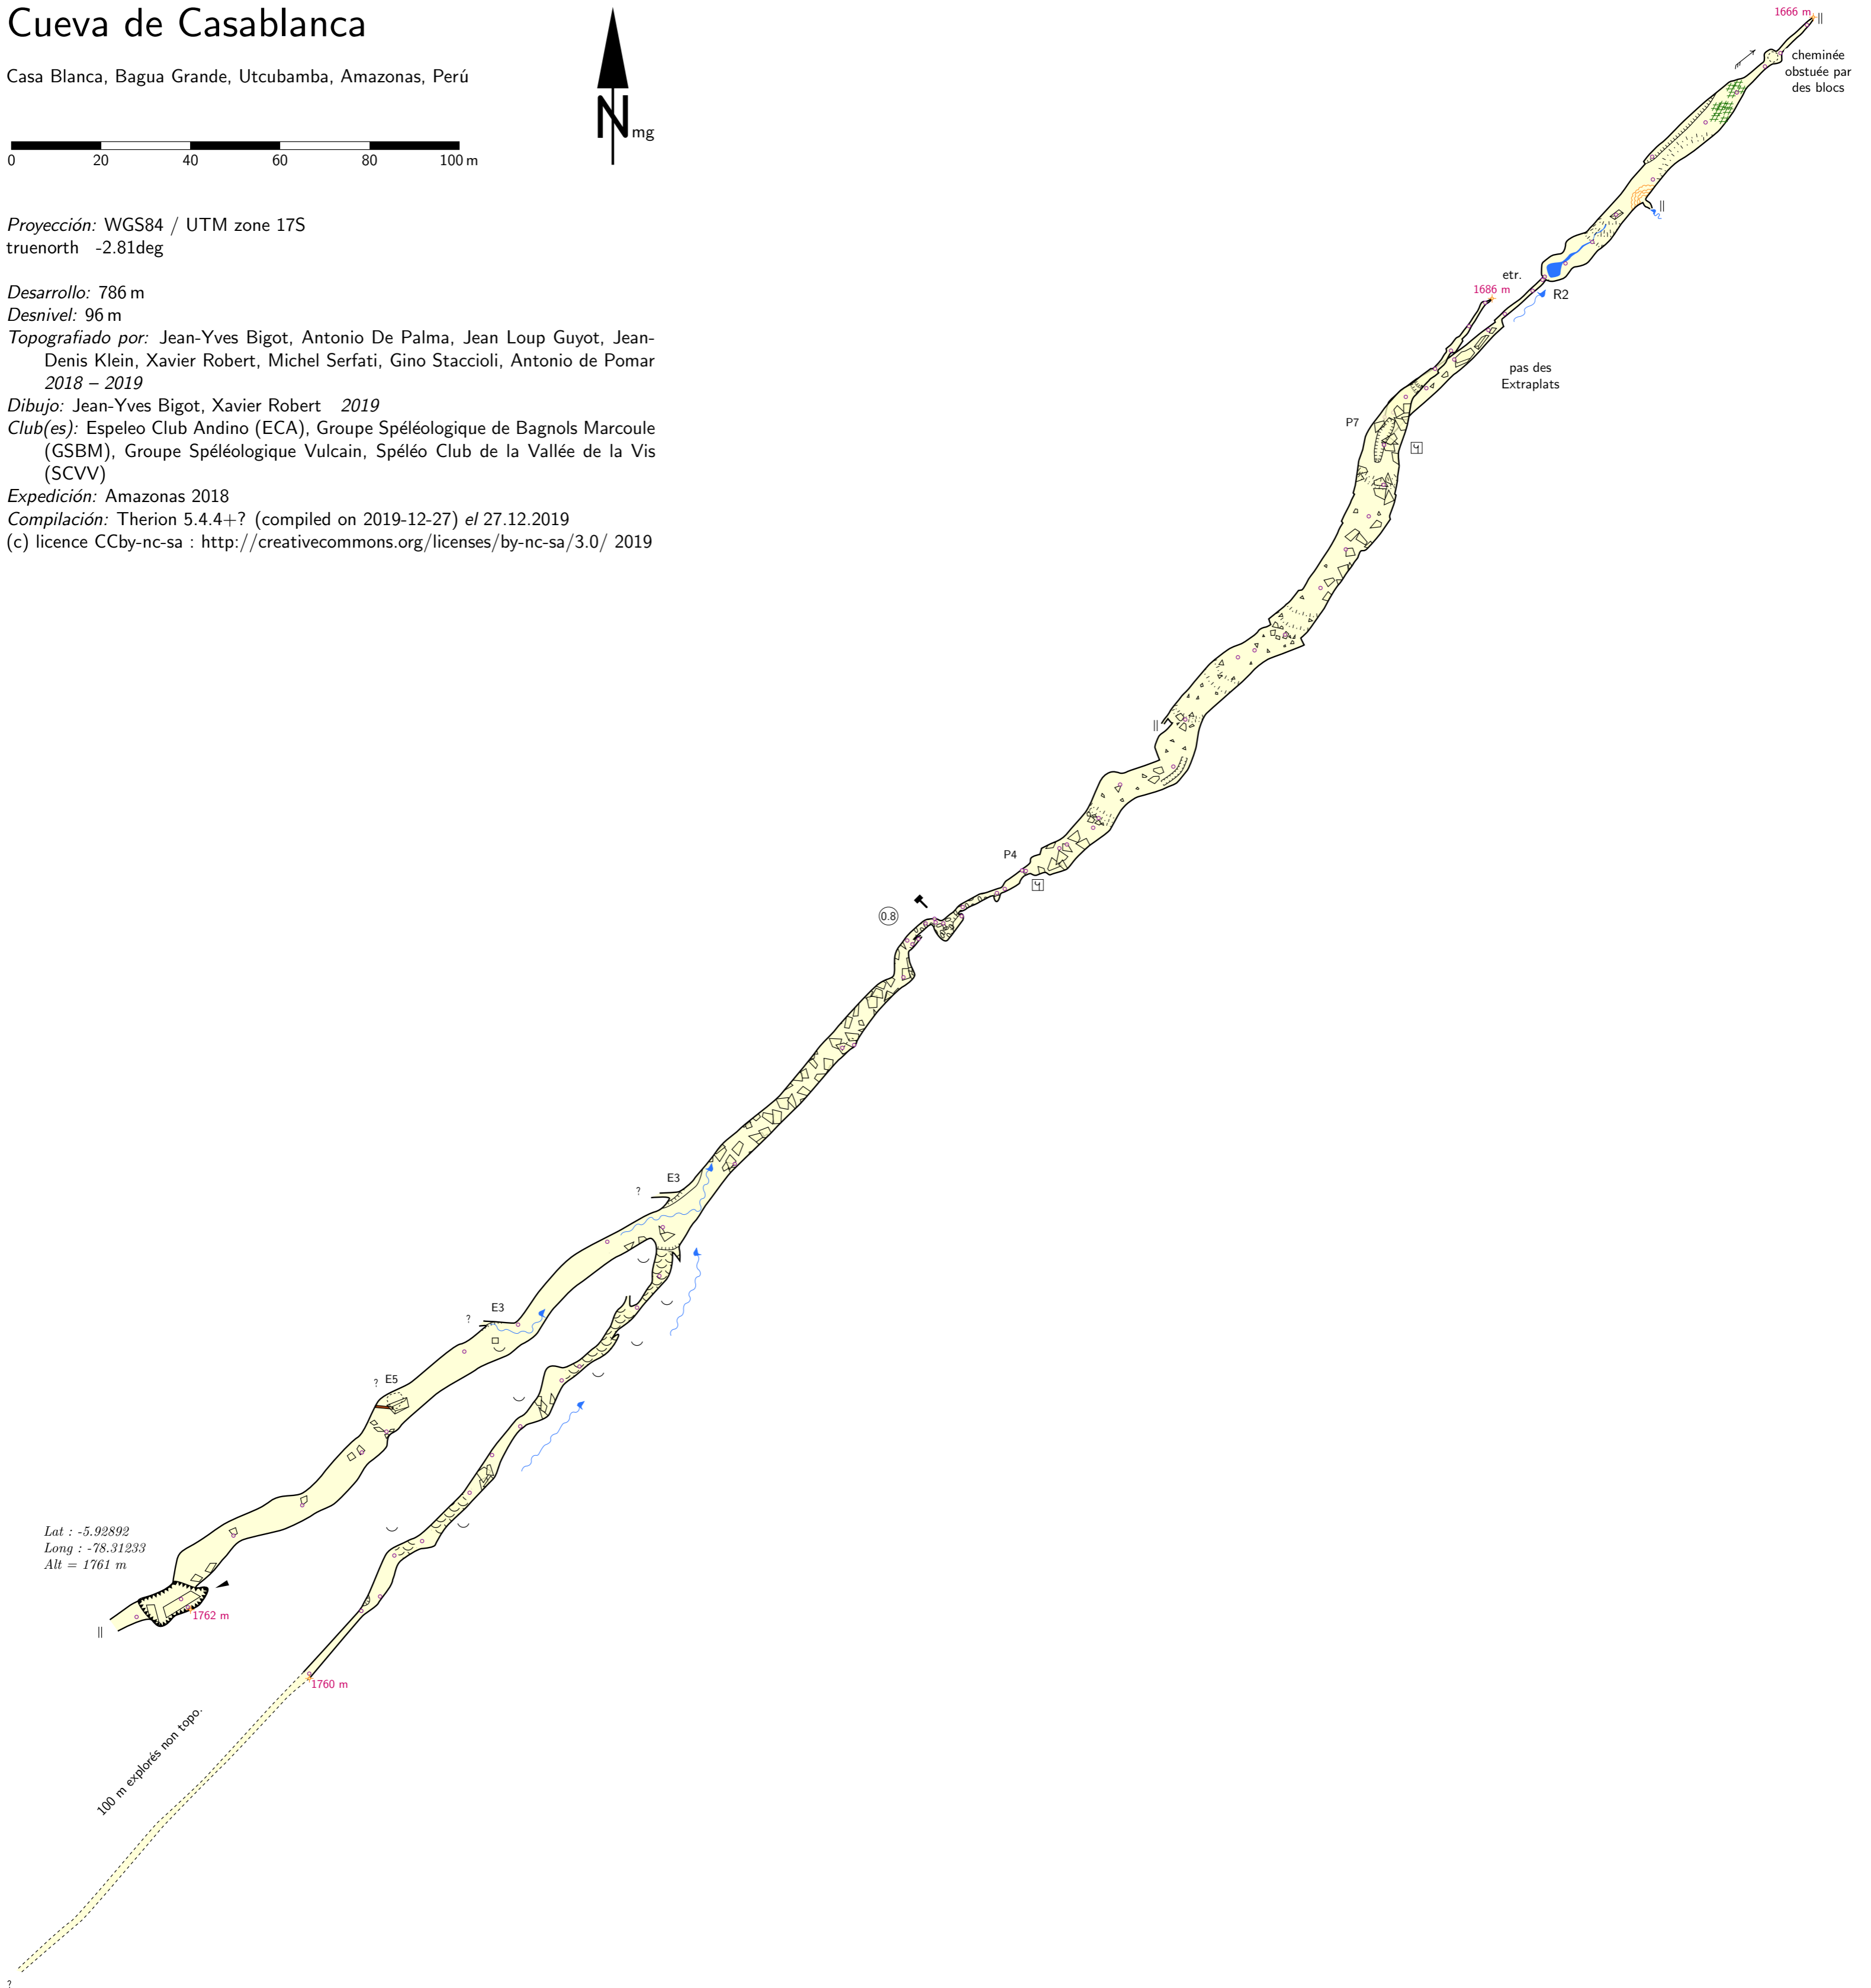 Cueva de Casablanca
Casa Blanca, Bagua Grande, Utcubamba, Amazonas, Perú
N mg
0 20 40 60 80 100 m
Proyección: WGS84 / UTM zone 17S
truenorth -2.81deg
Desarrollo: 786 m
Desnivel: 96 m
Topografiado por: Jean-Yves Bigot, Antonio De Palma, Jean Loup Guyot, Jean-
Denis Klein, Xavier Robert, Michel Serfati, Gino Staccioli, Antonio de Pomar
2018 – 2019
Dibujo: Jean-Yves Bigot, Xavier Robert 2019
Club(es): Espeleo Club Andino (ECA), Groupe Spéléologique de Bagnols Marcoule
(GSBM), Groupe Spéléologique Vulcain, Spéléo Club de la Vallée de la Vis
(SCVV)
Expedición: Amazonas 2018
Compilación: Therion 5.4.4+? (compiled on 2019-12-27) el 27.12.2019
(c) licence CCby-nc-sa : http://creativecommons.org/licenses/by-nc-sa/3.0/ 2019
1666 m
cheminée
obstuée par
des blocs
etr.
1686 m
R2
pas des
Extraplats
P7
P4
0.8
E3
?
E3
?
E5
?
Lat : -5.92892
Long : -78.31233
Alt = 1761 m
1762 m
1760 m
100 m explorés non topo.
?